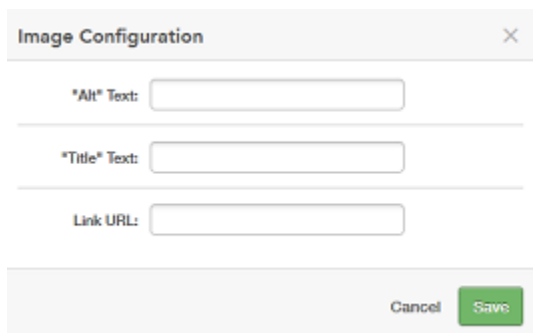 Image Configuration
"Alt" Text:
"Title" Text:
Link URL:
Cancel Save